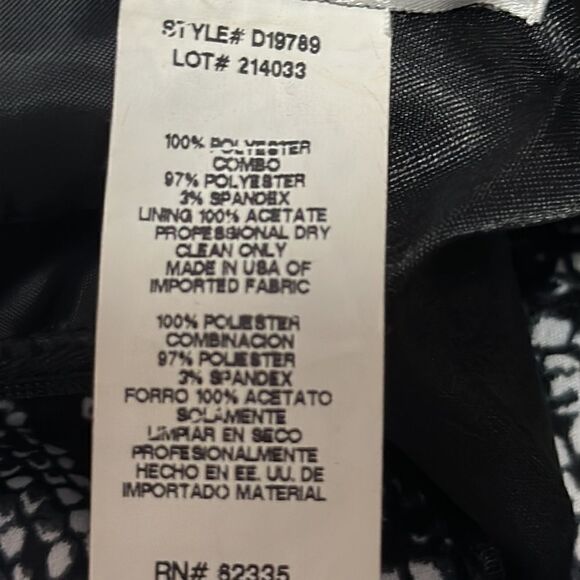 STYLE# D19789
LOT# 214033
100% POLYESTER
COMBO
97% POLYESTER
3% SPANDEX
LINING 100% ACETATE
PROFESSIONAL DRY
CLEAN ONLY
MADE IN USA OF
IMPORTED FABRIC
100% POLIESTER
COMBINACION
97% POLIESTER
3% SPANDEX
FORRO 100% ACETATO
SOLAMENTE
LIMPIAR EN SECO
PROFESIONALMENTE
HECHO EN EE. UU. DE
IMPORTADO MATERIAL
RN# 62335